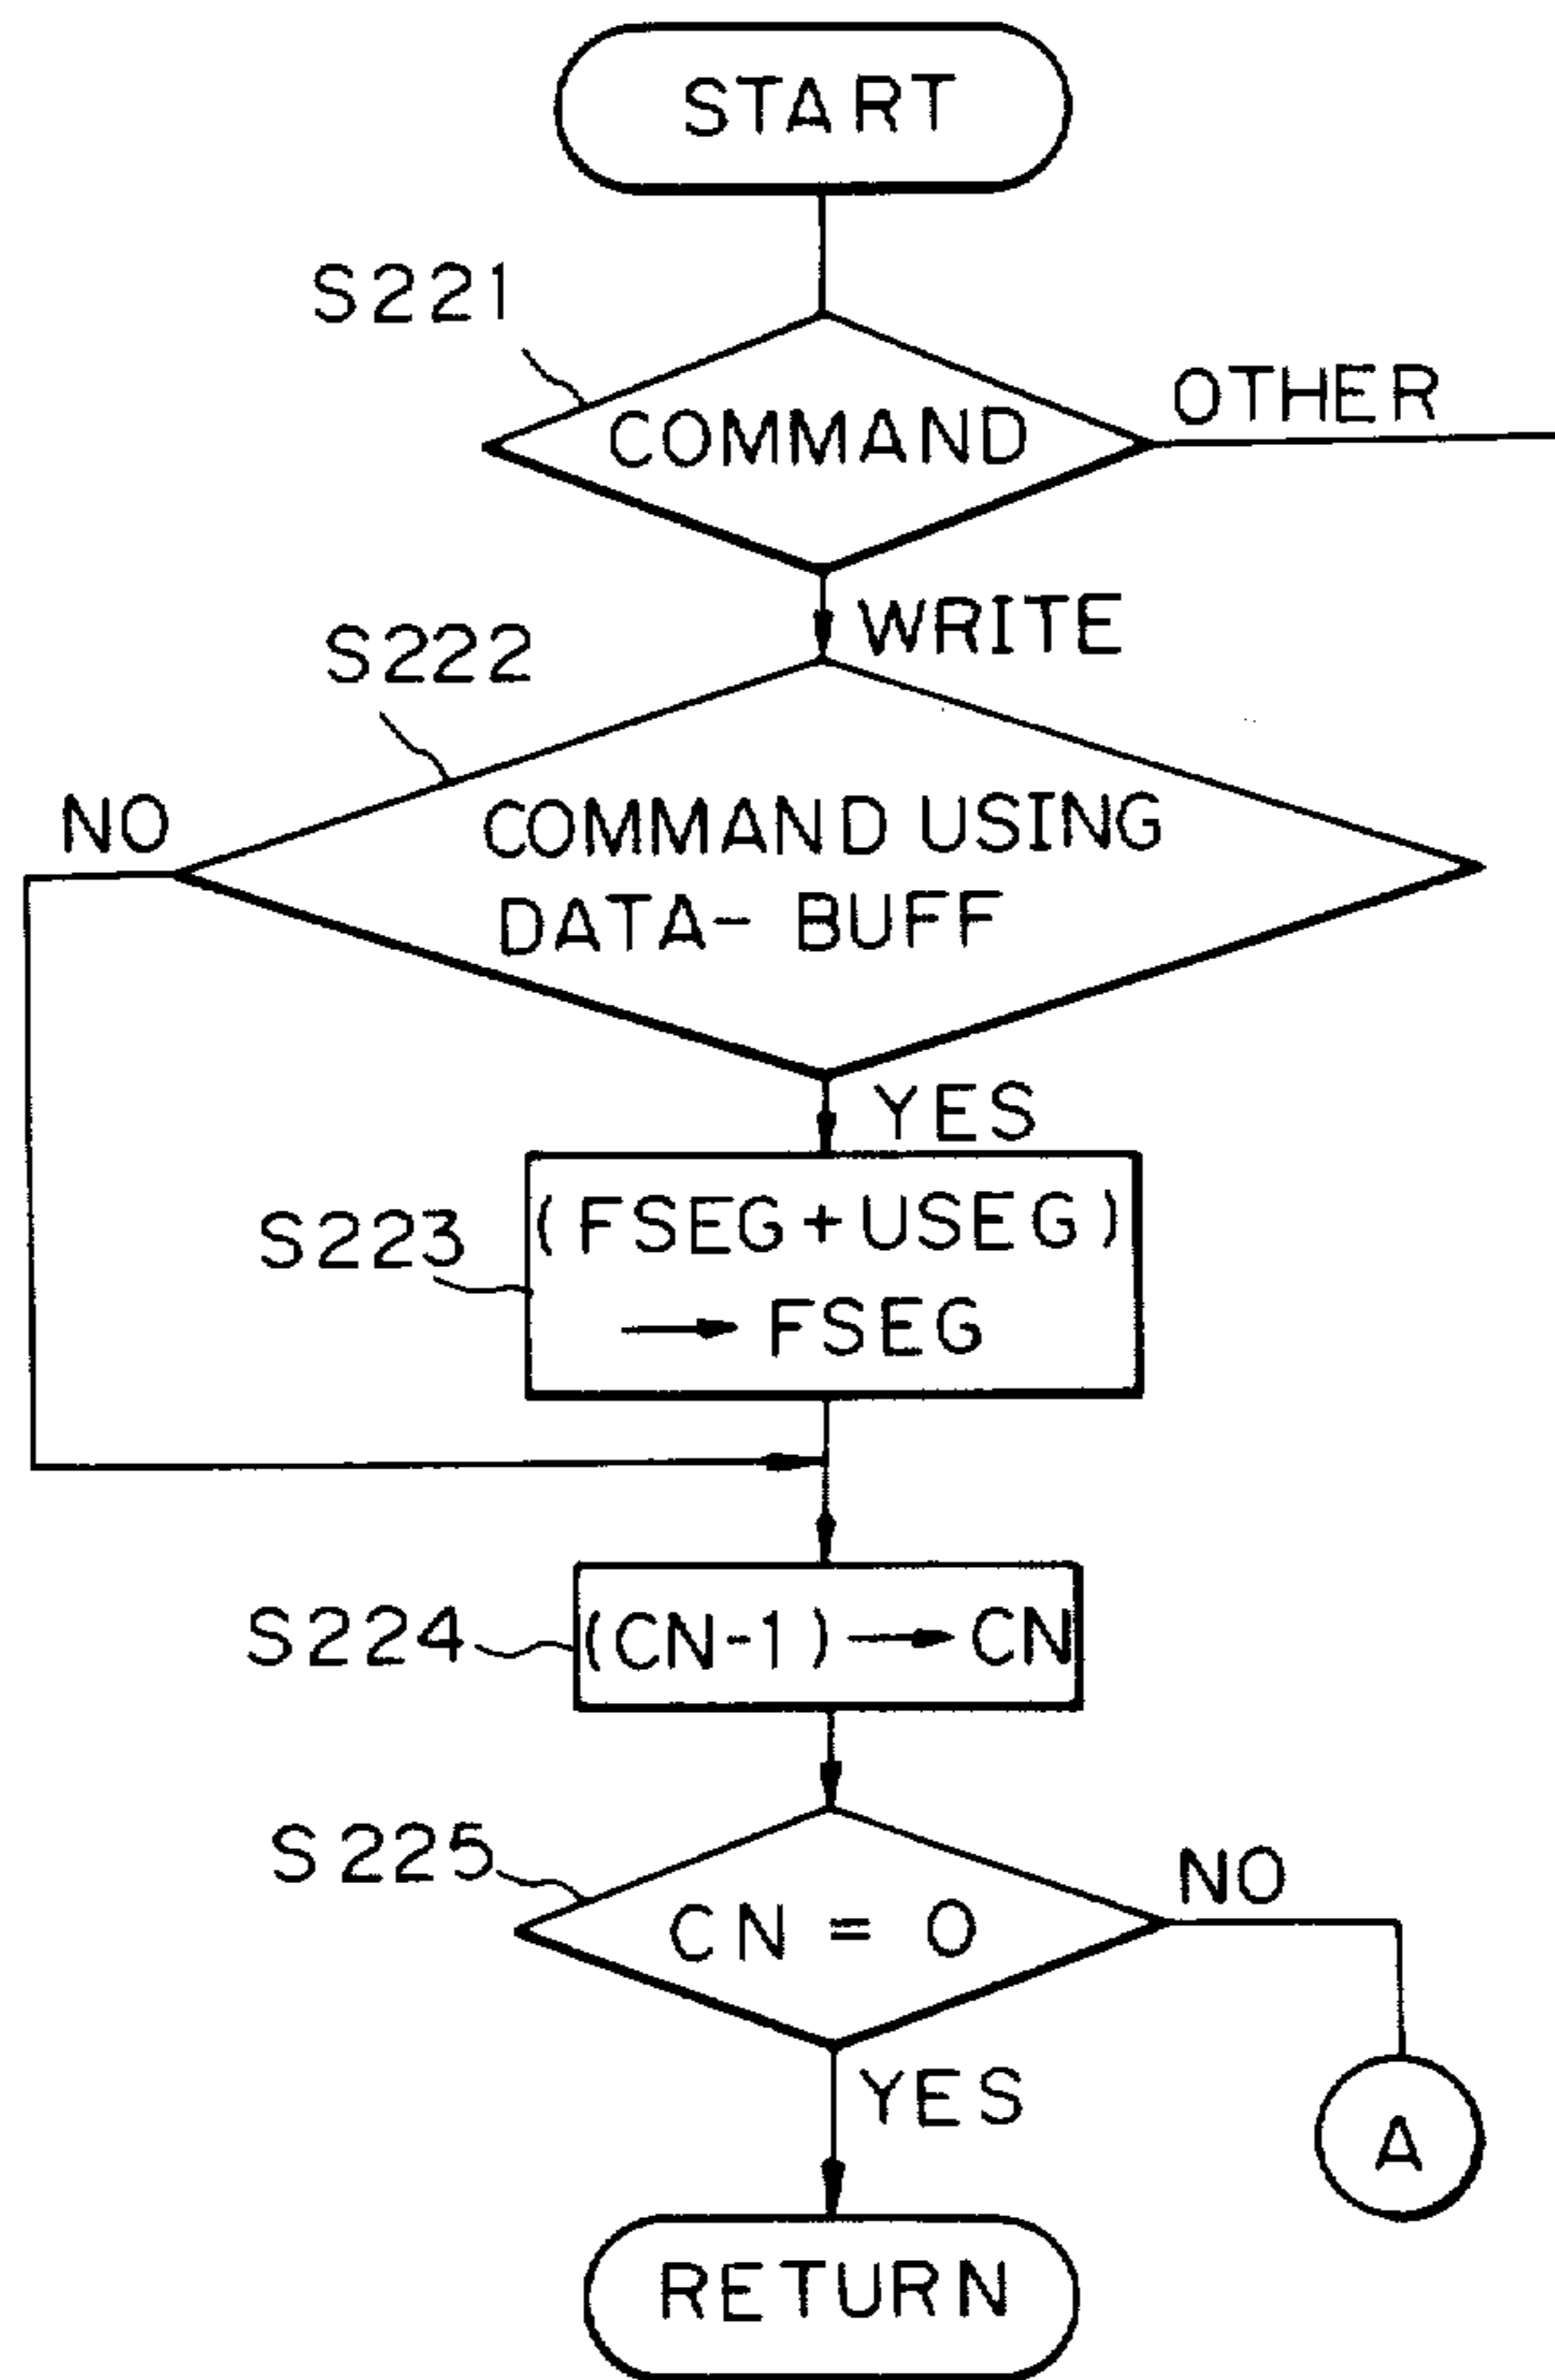 START
S221
COMMAND
OTHER
WRITE
S222
NO
COMMAND USING
DATA- BUFF
YES
S223
(FSEG+USEG)
→ FSEG
S224
(CN-1) → CN
S225
CN = 0
NO
YES
A
RETURN